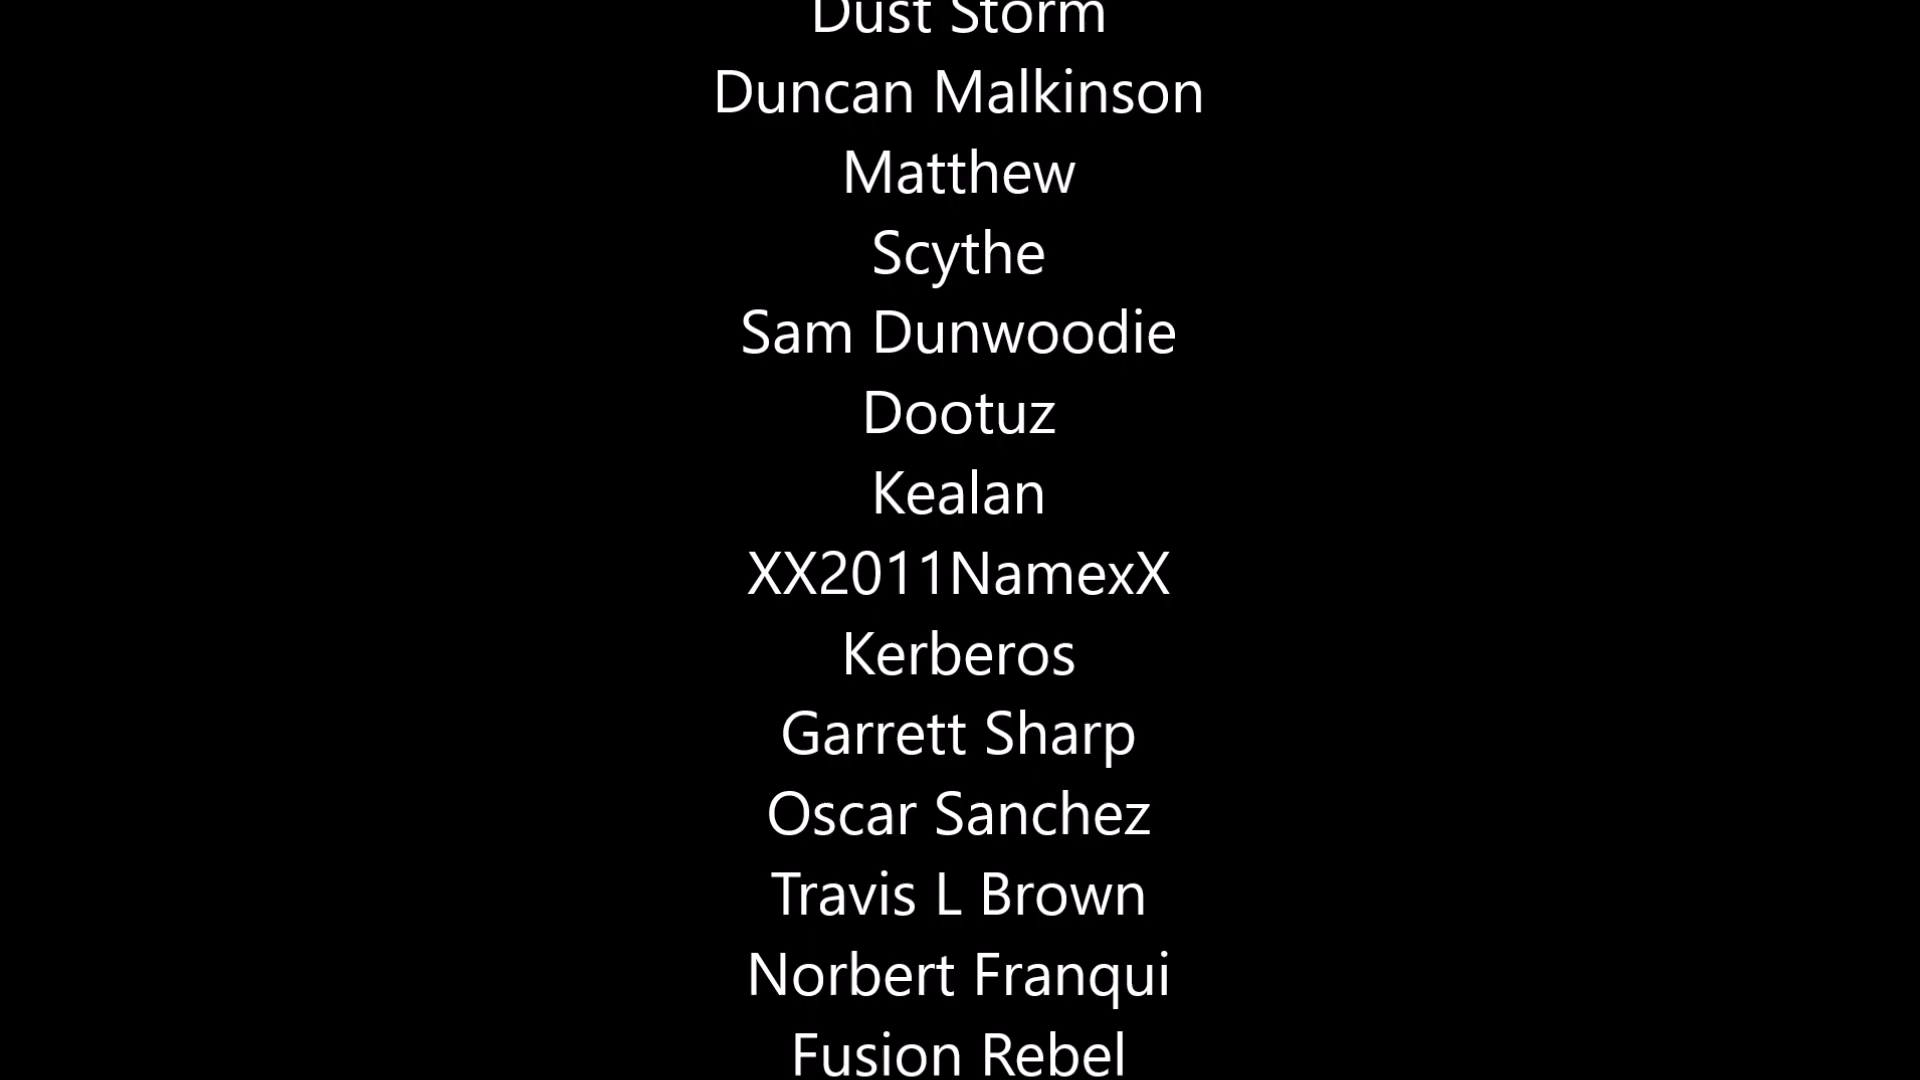 Dust Storm
Duncan Malkinson
Matthew
Scythe
Sam Dunwoodie
Dootuz
Kealan
XX2011NamexX
Kerberos
Garrett Sharp
Oscar Sanchez
Travis L Brown
Norbert Franqui
Fusion Rebel